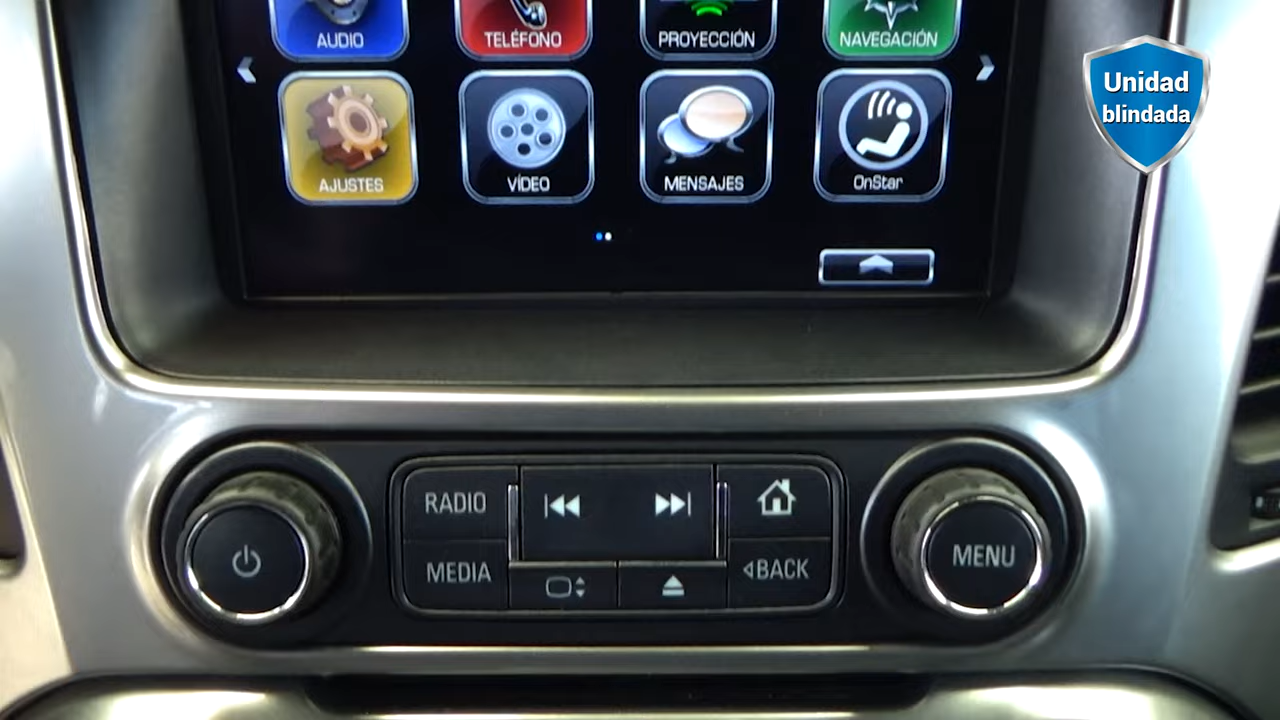 AUDIO
TELÉFONO
PROYECCIÓN
NAVEGACIÓN
Unidad
blindada
AJUSTES
VÍDEO
MENSAJES
OnStar
RADIO
MEDIA
BACK
MENU